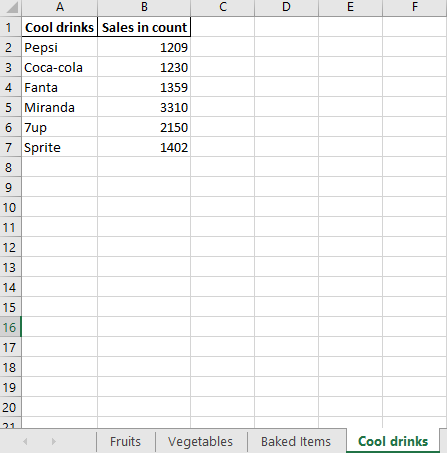 A B C D E F
1 Cool drinks Sales in count
2 Pepsi 1209
3 Coca-cola 1230
4 Fanta 1359
5 Miranda 3310
6 7up 2150
7 Sprite 1402
8
9
10
11
12
13
14
15
16
17
18
19
20
21
Fruits Vegetables Baked Items Cool drinks